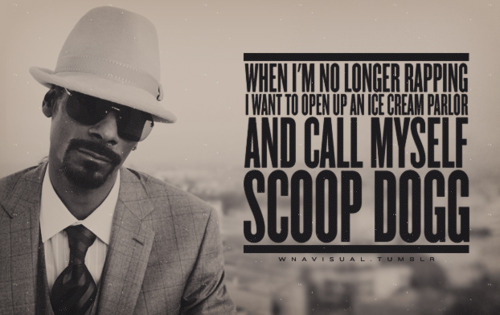 WHEN I'M NO LONGER RAPPING
I WANT TO OPEN UP AN ICE CREAM PARLOR
AND CALL MYSELF
SCOOP DOGG
WNAVISUAL.TUMBLR